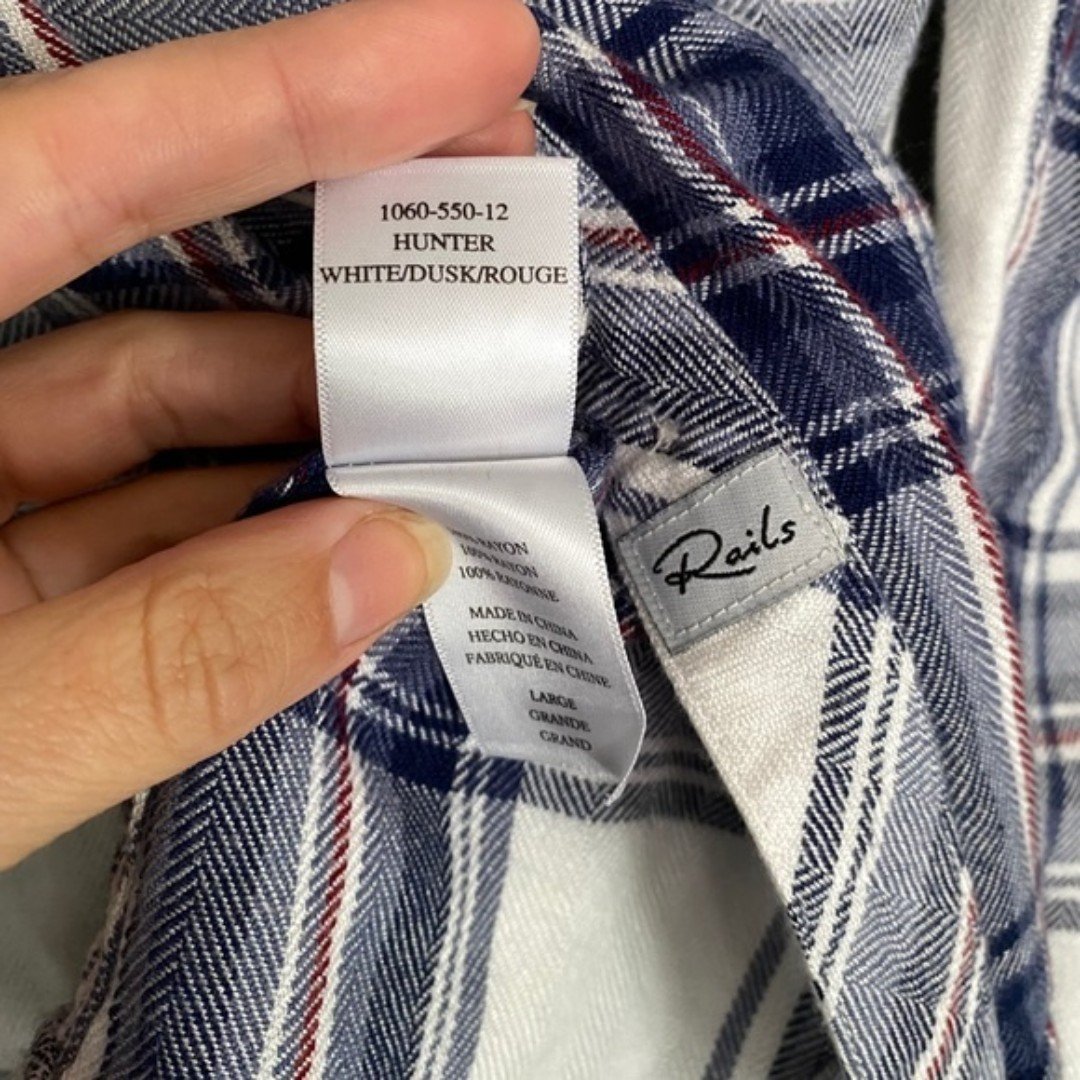 1060-550-12
HUNTER
WHITE/DUSK/ROUGE
RAYON
100% RAYON
100% RAYONNE
MADE IN CHINA
HECHO EN CHINA
FABRIQUÉ EN CHINE
LARGE
GRANDE
GRAND
Rails